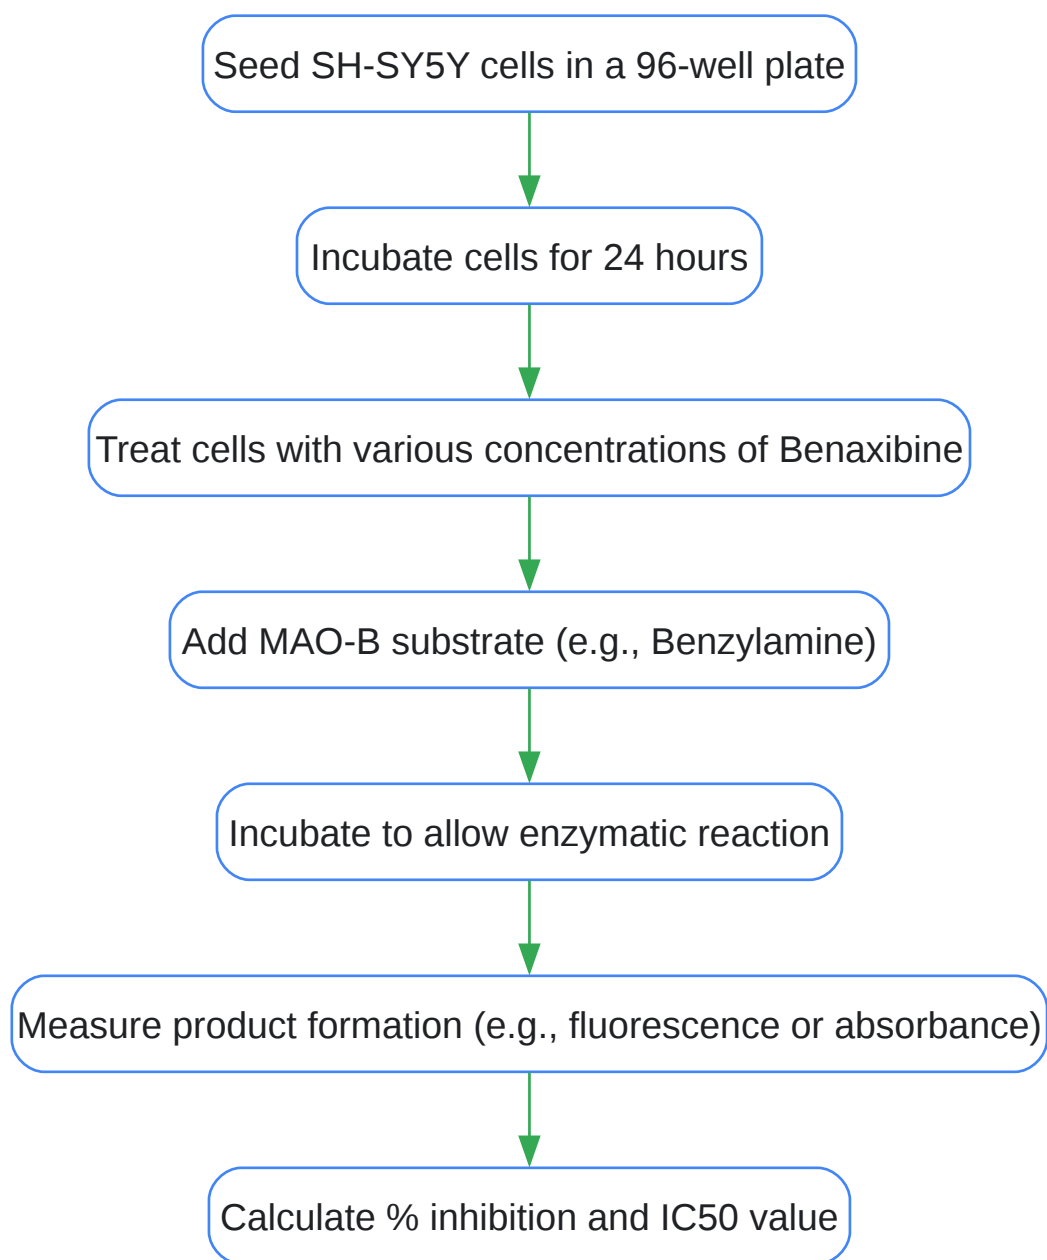 Seed SH-SY5Y cells in a 96-well plate
Incubate cells for 24 hours
Treat cells with various concentrations of Benaxibine
Add MAO-B substrate (e.g., Benzylamine)
Incubate to allow enzymatic reaction
Measure product formation (e.g., fluorescence or absorbance)
Calculate % inhibition and IC50 value